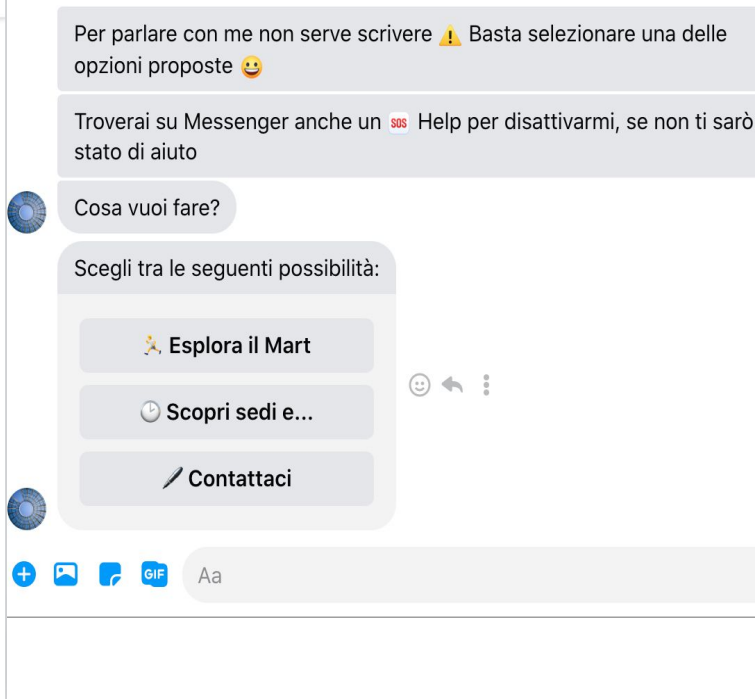 Per parlare con me non serve scrivere ⚠️ Basta selezionare una delle
opzioni proposte 😀
Troverai su Messenger anche un 🆘 Help per disattivarmi, se non ti sarò
stato di aiuto
Cosa vuoi fare?
Scegli tra le seguenti possibilità:
🏃 Esplora il Mart
🕑 Scopri sedi e...
🖊️ Contattaci
GIF
Aa